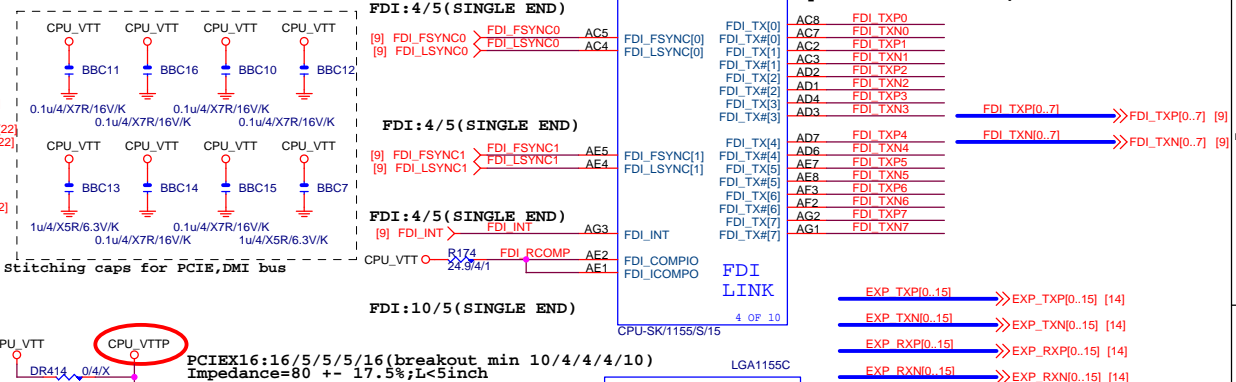 FDI:4/5(SINGLE END)
CPU_VTT CPU_VTT CPU_VTT CPU_VTT
BBC11 BBC16 BBC10 BBC12
0.1u/4/X7R/16V/K 0.1u/4/X7R/16V/K
0.1u/4/X7R/16V/K 0.1u/4/X7R/16V/K
CPU_VTT CPU_VTT CPU_VTT CPU_VTT
BBC13 BBC14 BBC15 BBC7
1u/4/X5R/6.3V/K 0.1u/4/X7R/16V/K
0.1u/4/X7R/16V/K 1u/4/X5R/6.3V/K
Stitching caps for PCIE,DMI bus
22]
22]
2]
[9] FDI_FSYNC0 FDI_FSYNC0 AC5 FDI_FSYNC[0]
[9] FDI_LSYNC0 FDI_LSYNC0 AC4 FDI_LSYNC[0]
FDI:4/5(SINGLE END)
[9] FDI_FSYNC1 FDI_FSYNC1 AE5 FDI_FSYNC[1]
[9] FDI_LSYNC1 FDI_LSYNC1 AE4 FDI_LSYNC[1]
FDI:4/5(SINGLE END)
[9] FDI_INT FDI_INT AG3 FDI_INT
CPU_VTT R174 FDI_RCOMP AE2 FDI_COMPIO
24.9/4/1 AE1 FDI_ICOMPO
FDI:10/5(SINGLE END)
FDI_TX[0] AC8 FDI_TXP0
FDI_TX#[0] AC7 FDI_TXN0
FDI_TX[1] AC2 FDI_TXP1
FDI_TX#[1] AC3 FDI_TXN1
FDI_TX[2] AD2 FDI_TXP2
FDI_TX#[2] AD1 FDI_TXN2
FDI_TX[3] AD4 FDI_TXP3
FDI_TX#[3] AD3 FDI_TXN3
FDI_TX[4] AD7 FDI_TXP4
FDI_TX#[4] AD6 FDI_TXN4
FDI_TX[5] AE7 FDI_TXP5
FDI_TX#[5] AE8 FDI_TXN5
FDI_TX[6] AF3 FDI_TXP6
FDI_TX#[6] AF2 FDI_TXN6
FDI_TX[7] AG2 FDI_TXP7
FDI_TX#[7] AG1 FDI_TXN7
FDI
LINK
4 OF 10
CPU-SK/1155/S/15
FDI_TXP[0..7] FDI_TXP[0..7] [9]
FDI_TXN[0..7] FDI_TXN[0..7] [9]
EXP_TXP[0..15] EXP_TXP[0..15] [14]
EXP_TXN[0..15] EXP_TXN[0..15] [14]
EXP_RXP[0..15] EXP_RXP[0..15] [14]
EXP_RXN[0..15] EXP_RXN[0..15] [14]
PU_VTT CPU_VTTP
DR414 0/4/X
PCIEX16:16/5/5/5/16(breakout min 10/4/4/4/10)
Impedance=80 +- 17.5%;L<5inch
LGA1155C